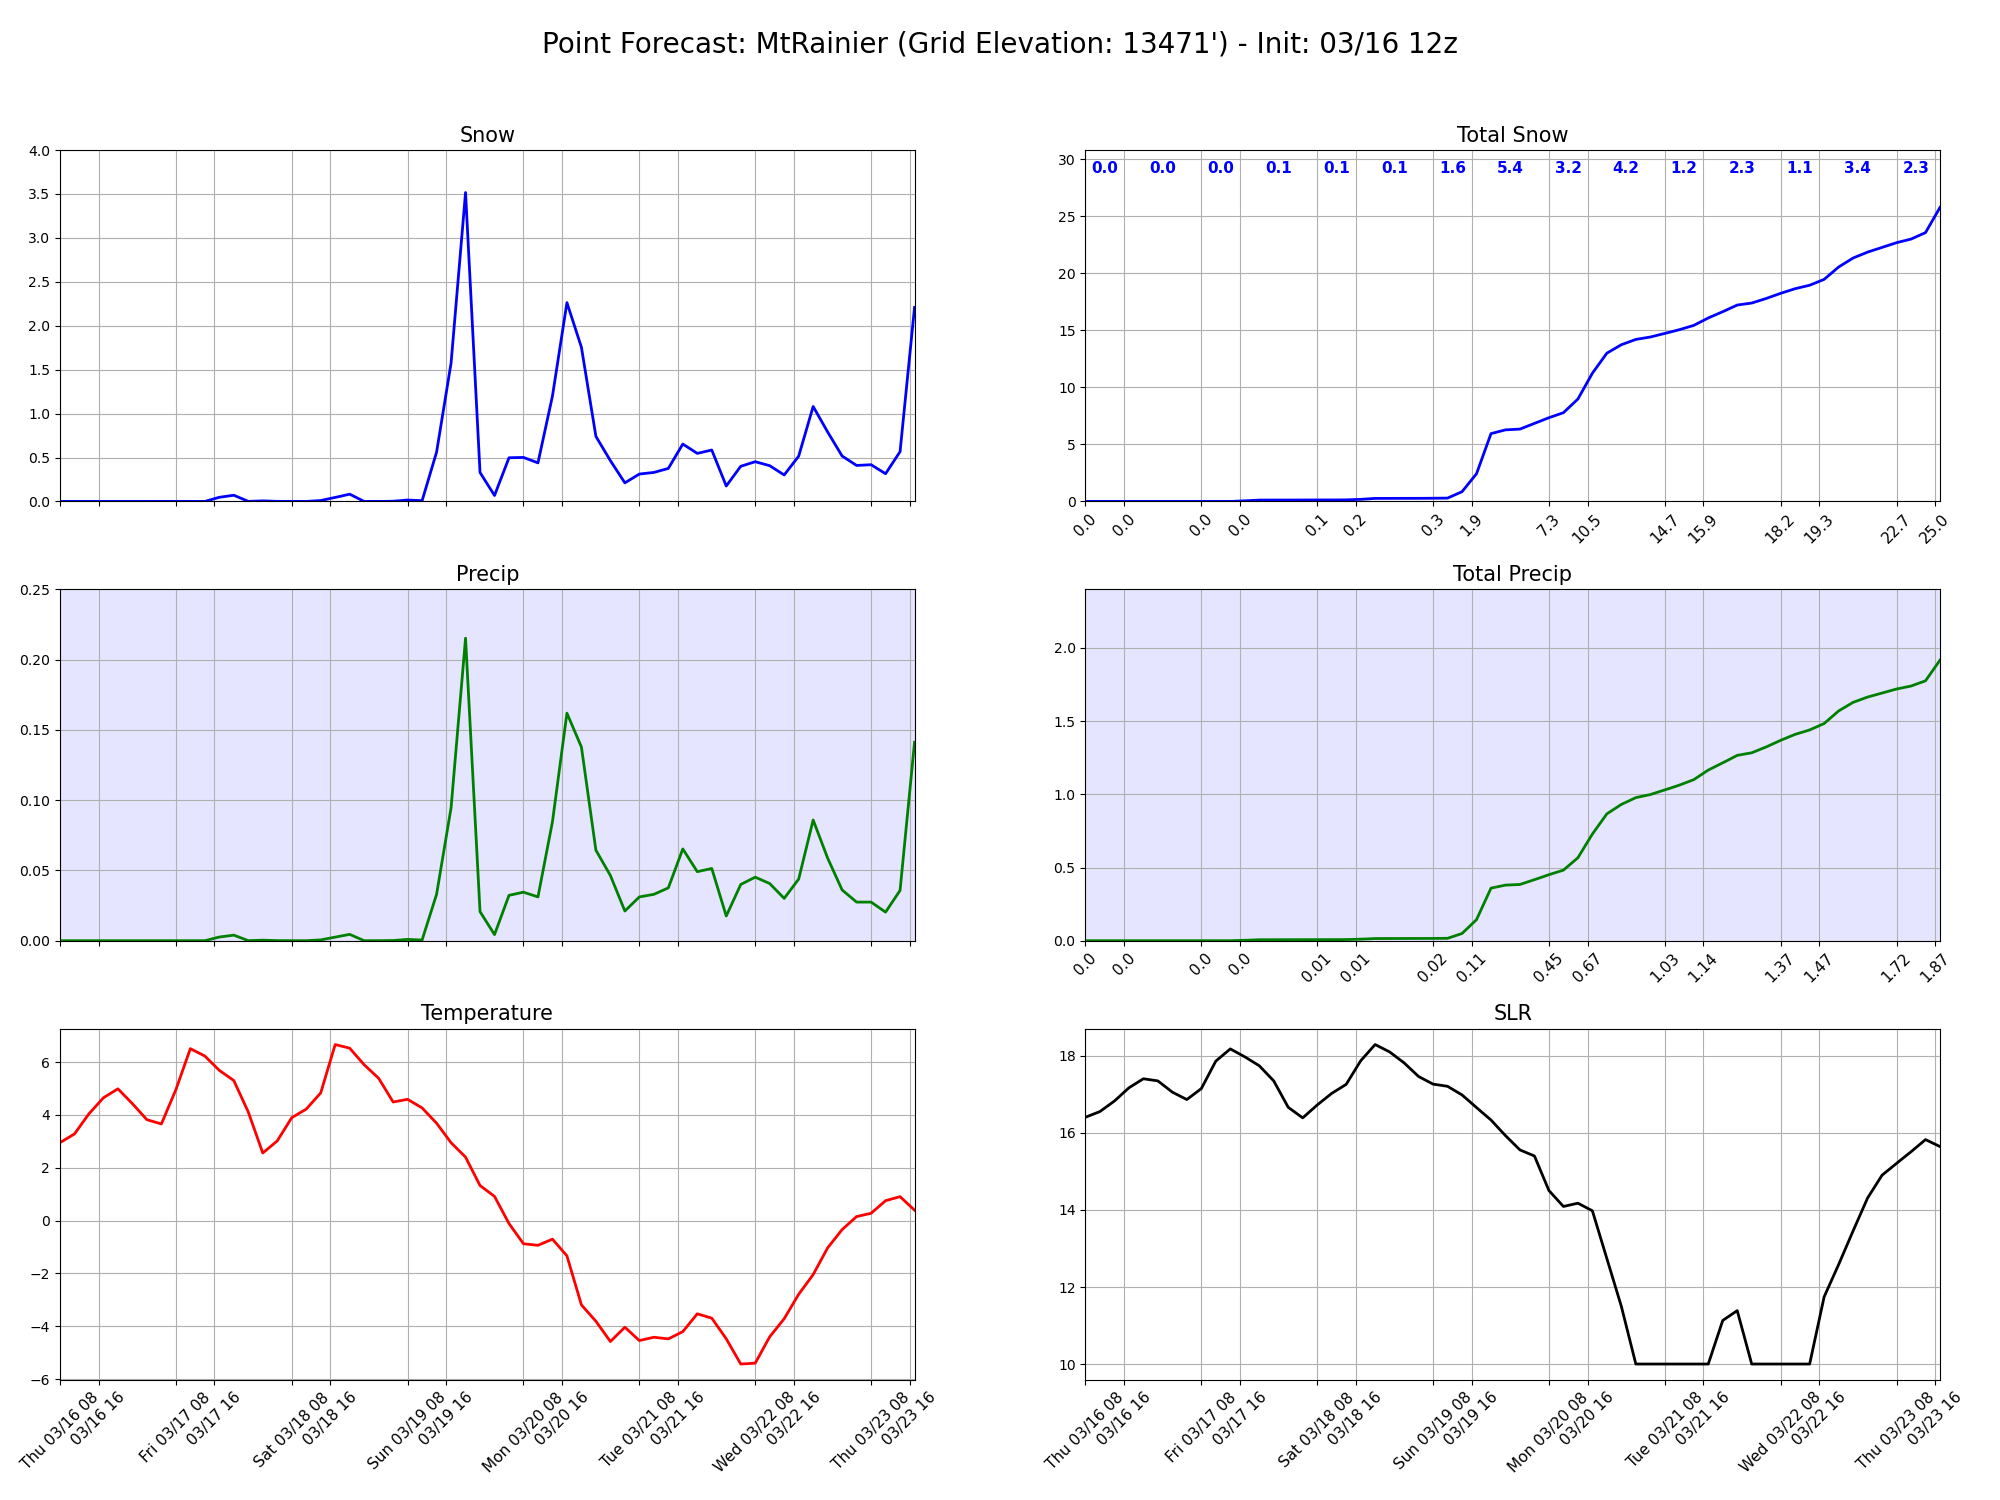 Point Forecast: MtRainier (Grid Elevation: 13471') - Init: 03/16 12z
Snow
4.0
3.5
3.0
2.5
2.0
1.5
1.0
0.5
0.0
Total Snow
30
25
20
15
10
5
0
0.0 0.0 0.0 0.1 0.1 0.1 1.6 5.4 3.2 4.2 1.2 2.3 1.1 3.4 2.3
0.0 0.0 0.0 0.0 0.1 0.2 0.3 1.9 7.3 10.5 14.7 15.9 18.2 19.3 22.7 25.0
Precip
0.25
0.20
0.15
0.10
0.05
0.00
Total Precip
2.0
1.5
1.0
0.5
0.0
0.0 0.0 0.0 0.0 0.01 0.01 0.02 0.11 0.45 0.67 1.03 1.14 1.37 1.47 1.72 1.87
Temperature
6
4
2
0
−2
−4
−6
Thu 03/16 08
03/16 16
Fri 03/17 08
03/17 16
Sat 03/18 08
03/18 16
Sun 03/19 08
03/19 16
Mon 03/20 08
03/20 16
Tue 03/21 08
03/21 16
Wed 03/22 08
03/22 16
Thu 03/23 08
03/23 16
SLR
18
16
14
12
10
Thu 03/16 08
03/16 16
Fri 03/17 08
03/17 16
Sat 03/18 08
03/18 16
Sun 03/19 08
03/19 16
Mon 03/20 08
03/20 16
Tue 03/21 08
03/21 16
Wed 03/22 08
03/22 16
Thu 03/23 08
03/23 16